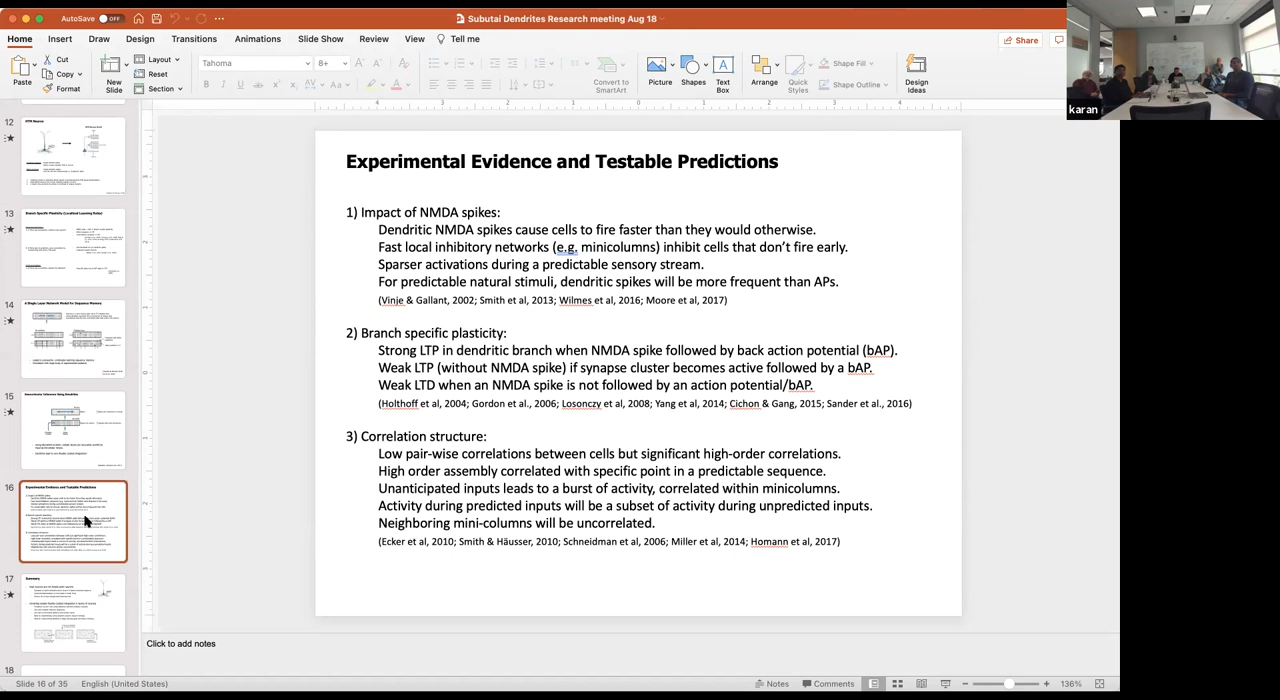 AutoSave OFF
Subutai Dendrites Research meeting Aug 18
Home Insert Draw Design Transitions Animations Slide Show Review View Tell me
Share
Paste
Cut
Copy
Format
New Slide
Layout
Reset
Section
Tahoma
8+
Convert to SmartArt
Picture
Shapes
Text Box
Arrange
Quick Styles
Shape Fill
Shape Outline
Design Ideas
karan
12
13
14
15
16
17
Summary
18
Experimental Evidence and Testable Predictions
1) Impact of NMDA spikes:
Dendritic NMDA spikes cause cells to fire faster than they would otherwise.
Fast local inhibitory networks (e.g. minicolumns) inhibit cells that don't fire early.
Sparser activations during a predictable sensory stream.
For predictable natural stimuli, dendritic spikes will be more frequent than APs.
(Vinje & Gallant, 2002; Smith et al, 2013; Wilmes et al, 2016; Moore et al, 2017)
2) Branch specific plasticity:
Strong LTP in dendritic branch when NMDA spike followed by back action potential (bAP).
Weak LTP (without NMDA spike) if synapse cluster becomes active followed by a bAP.
Weak LTD when an NMDA spike is not followed by an action potential/bAP.
(Holthoff et al, 2004; Gordon et al., 2006; Losonczy et al, 2008; Yang et al, 2014; Cichon & Gang, 2015; Sander et al., 2016)
3) Correlation structure:
Low pair-wise correlations between cells but significant high-order correlations.
High order assembly correlated with specific point in a predictable sequence.
Unanticipated inputs leads to a burst of activity, correlated within minicolumns.
Activity during predicted inputs will be a subset of activity during unpredicted inputs.
Neighboring mini-columns will be uncorrelated.
(Ecker et al, 2010; Smith & Häusser, 2010; Schneidman et al, 2006; Miller et al, 2014; Homann et al, 2017)
Click to add notes
Slide 16 of 35 English (United States) Notes Comments 136%